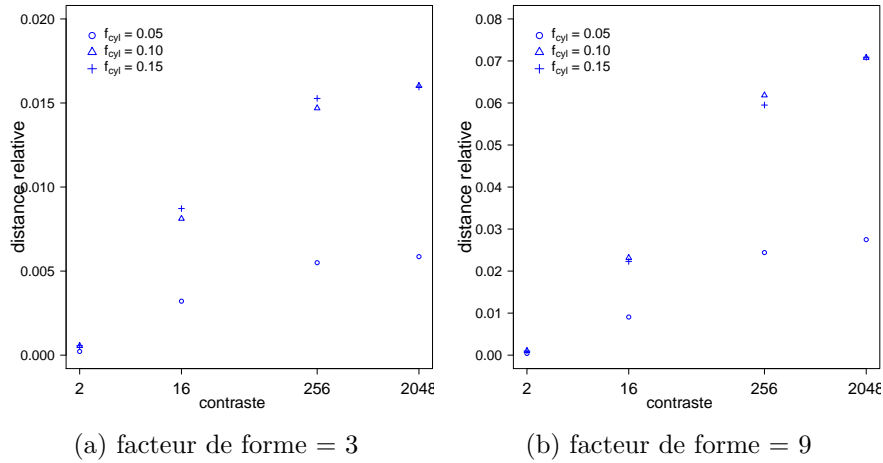 0.020
0.015
0.010
0.005
0.000
distance relative
f_cyl = 0.05
f_cyl = 0.10
f_cyl = 0.15
2 16 256 2048
contraste
(a) facteur de forme = 3
0.08
0.07
0.06
0.05
0.04
0.03
0.02
0.01
0.00
distance relative
f_cyl = 0.05
f_cyl = 0.10
f_cyl = 0.15
2 16 256 2048
contraste
(b) facteur de forme = 9